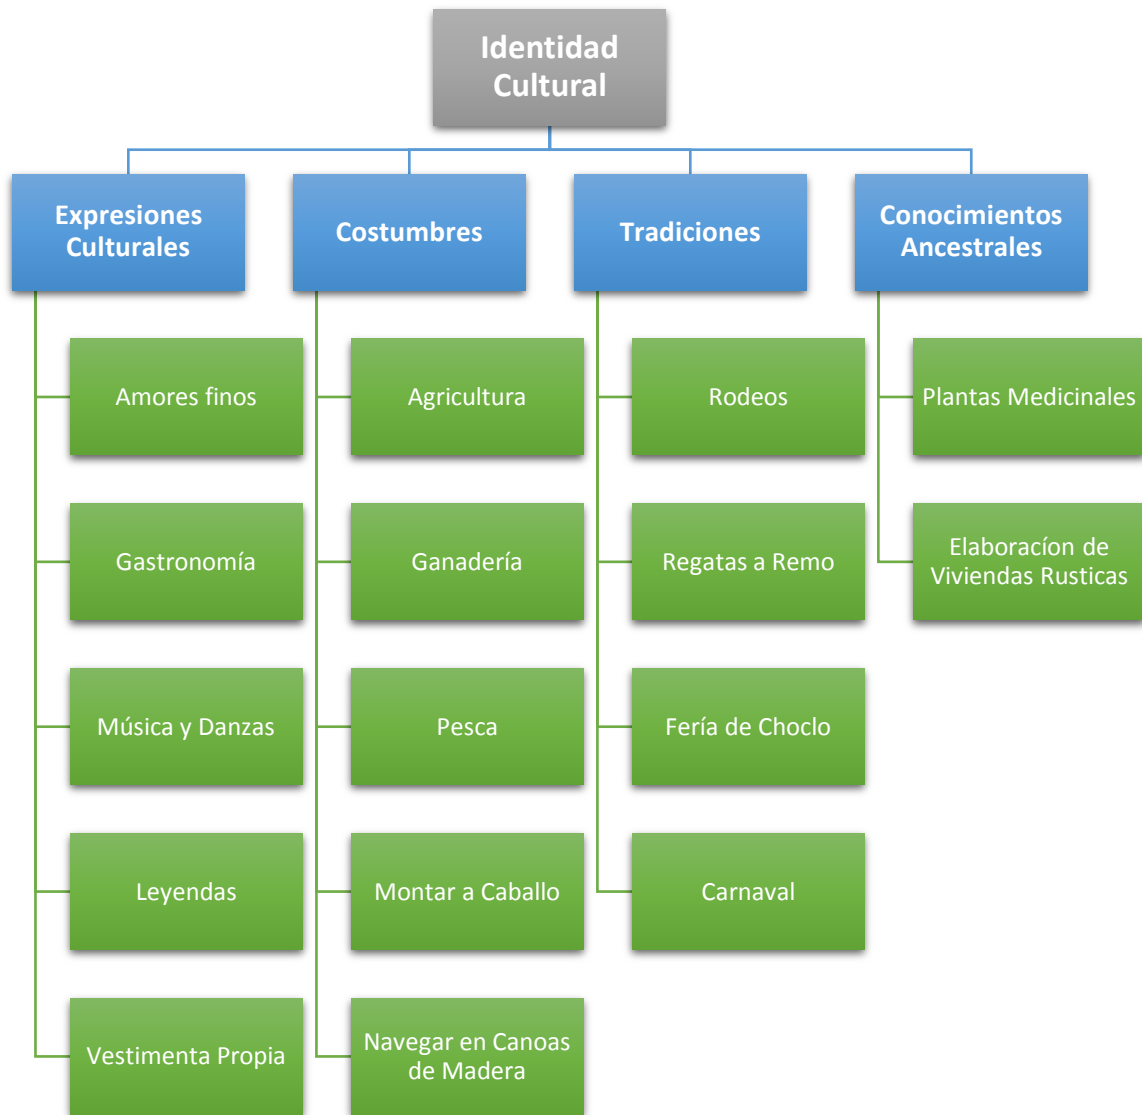 Identidad
Cultural
Expresiones
Culturales
Costumbres
Tradiciones
Conocimientos
Ancestrales
Amores finos
Agricultura
Rodeos
Plantas Medicinales
Gastronomía
Ganadería
Regatas a Remo
Elaboracíon de
Viviendas Rusticas
Música y Danzas
Pesca
Fería de Choclo
Leyendas
Montar a Caballo
Carnaval
Vestimenta Propia
Navegar en Canoas
de Madera